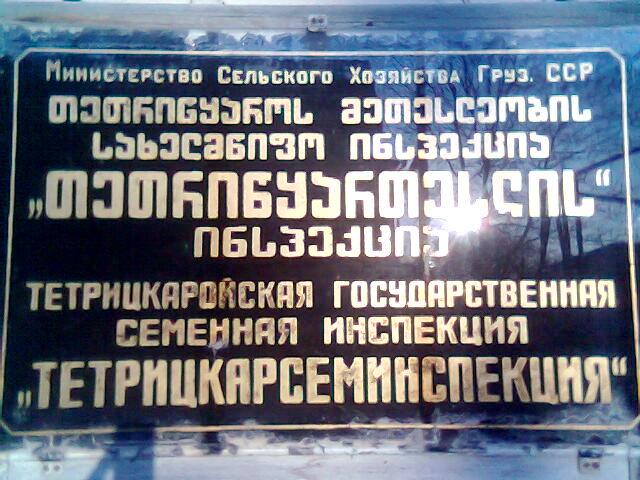 Министерство Сельского Хозяйства Груз. ССР
თეთრიწყაროს მეთესლეობის
სახელმწიფო ინსპექცია
„თეთრიწყართესლის“
ინსპექცია
ТЕТРИЦКАРОЙСКАЯ ГОСУДАРСТВЕННАЯ
СЕМЕННАЯ ИНСПЕКЦИЯ
„ТЕТРИЦКАРСЕМИНСПЕКЦИЯ“